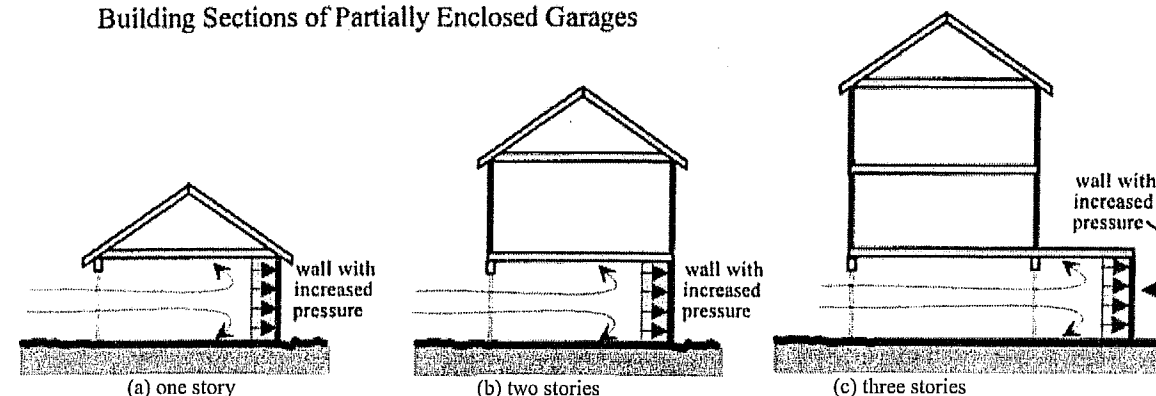 Building Sections of Partially Enclosed Garages
wall with
increased
pressure
(a) one story
wall with
increased
pressure
(b) two stories
wall with
increased
pressure
(c) three stories